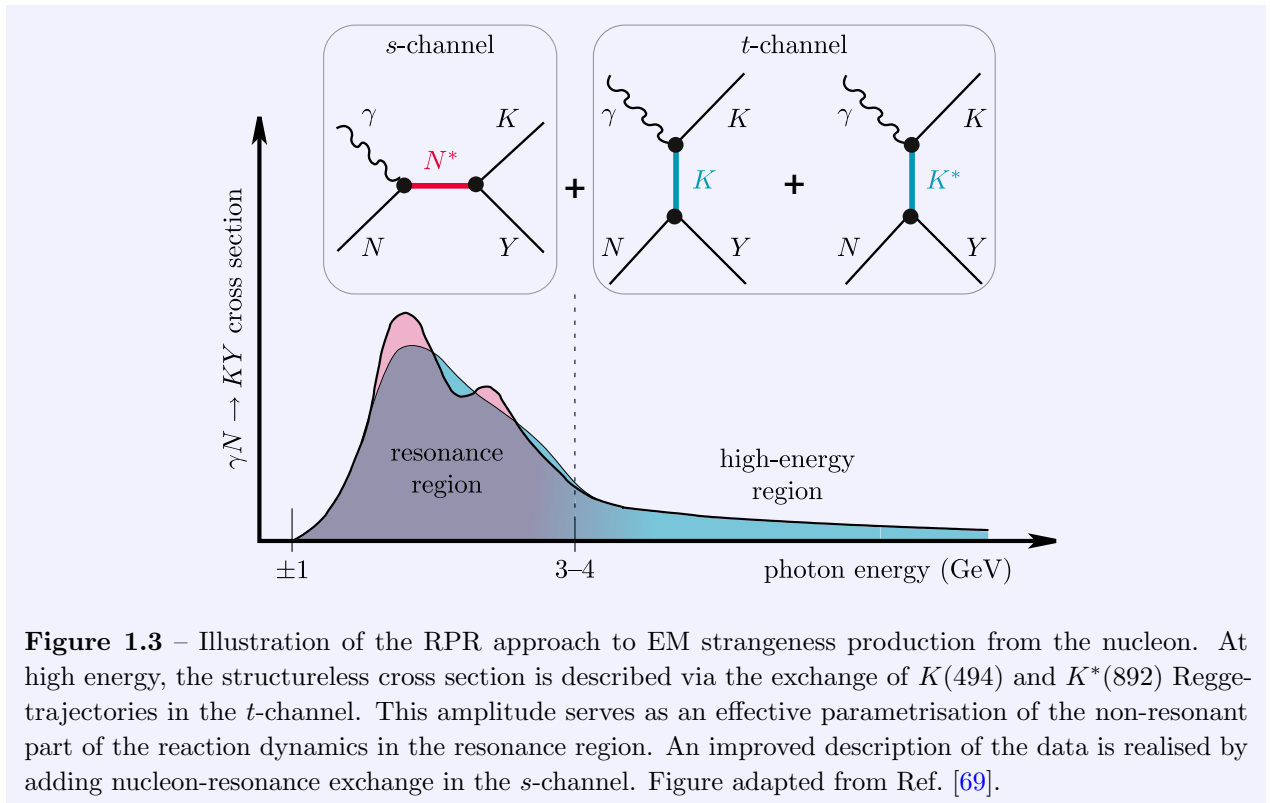 s-channel
t-channel
γ
K
N*
N
Y
+
γ
K
K
N
Y
+
γ
K
K*
N
Y
γN → KY cross section
resonance
region
high-energy
region
±1
3–4
photon energy (GeV)
Figure 1.3 – Illustration of the RPR approach to EM strangeness production from the nucleon. At
high energy, the structureless cross section is described via the exchange of K(494) and K*(892) Regge-
trajectories in the t-channel. This amplitude serves as an effective parametrisation of the non-resonant
part of the reaction dynamics in the resonance region. An improved description of the data is realised by
adding nucleon-resonance exchange in the s-channel. Figure adapted from Ref. [69].